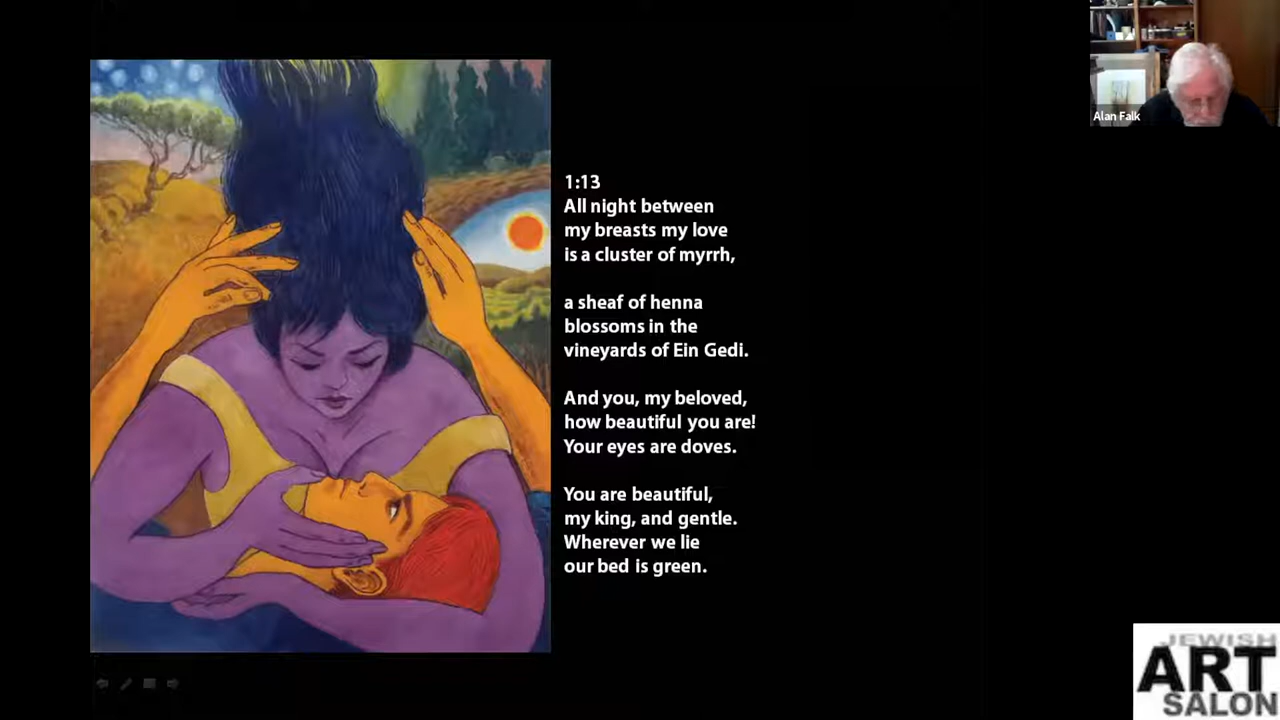 Alan Falk
1:13
All night between
my breasts my love
is a cluster of myrrh,
a sheaf of henna
blossoms in the
vineyards of Ein Gedi.
And you, my beloved,
how beautiful you are!
Your eyes are doves.
You are beautiful,
my king, and gentle.
Wherever we lie
our bed is green.
JEWISH
ART
SALON